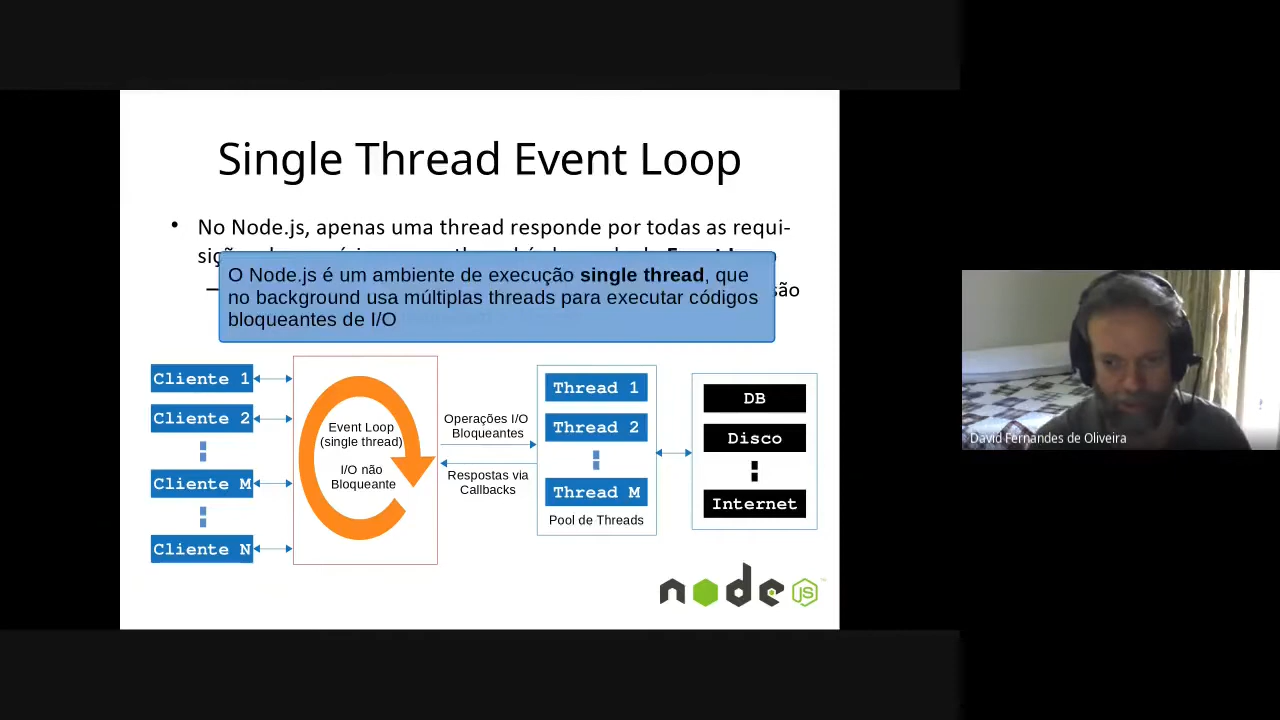 Single Thread Event Loop
• No Node.js, apenas uma thread responde por todas as requi-
O Node.js é um ambiente de execução single thread, que
no background usa múltiplas threads para executar códigos
bloqueantes de I/O
Cliente 1
Cliente 2
Cliente M
Cliente N
Event Loop
(single thread)
I/O não
Bloqueante
Operações I/O
Bloqueantes
Respostas via
Callbacks
Thread 1
Thread 2
Thread M
Pool de Threads
DB
Disco
Internet
node
JS
David Fernandes de Oliveira